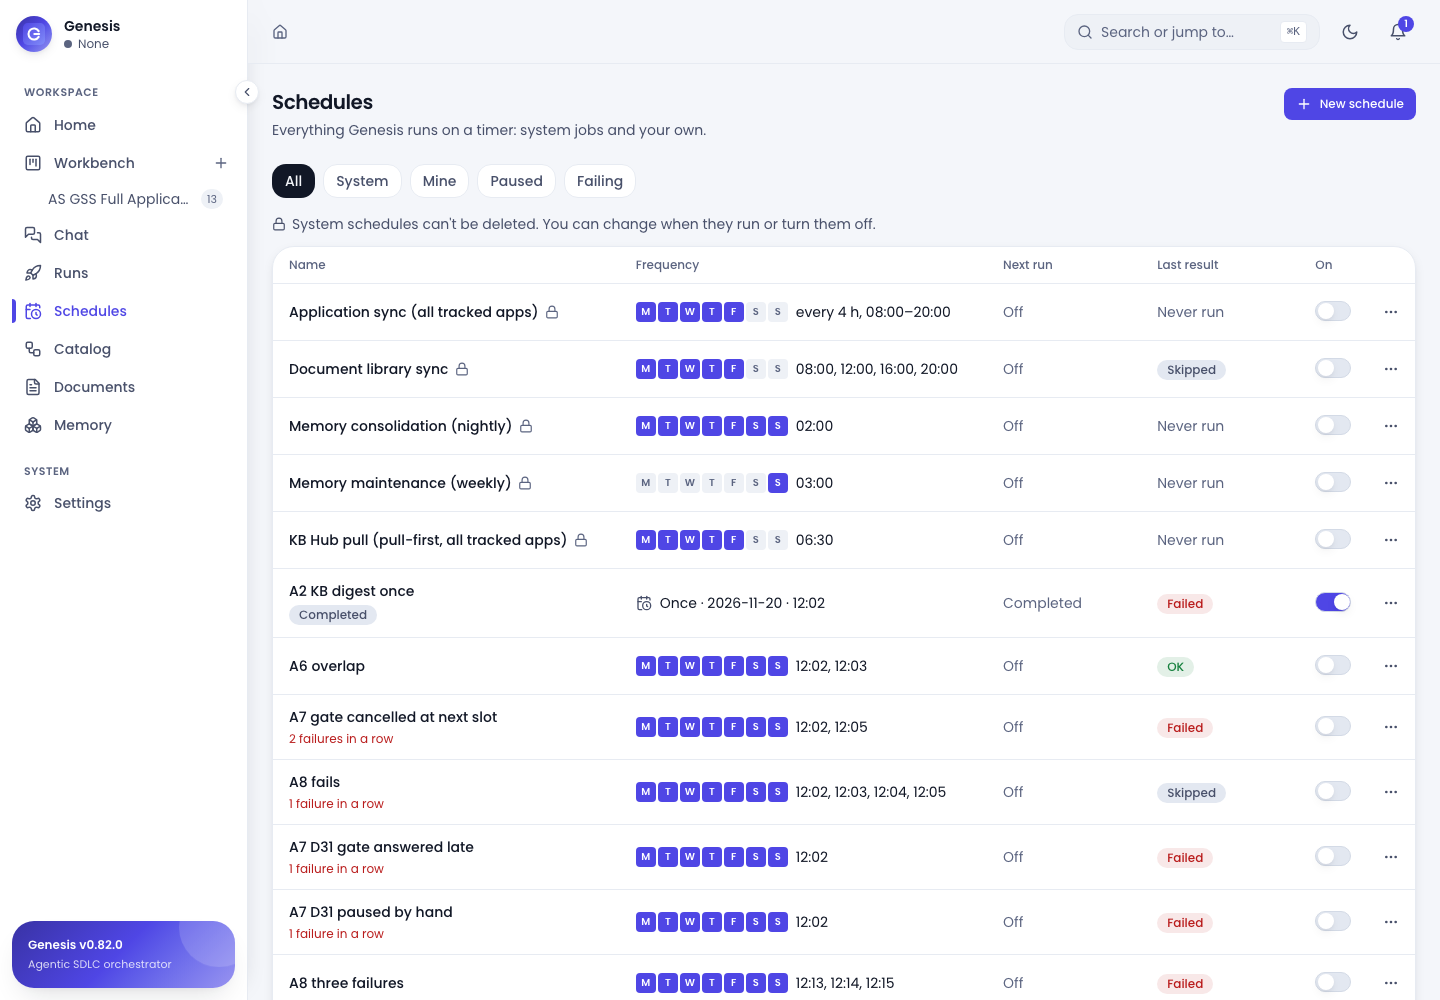 Genesis
None
WORKSPACE
Home
Workbench
AS GSS Full Applica...
13
Chat
Runs
Schedules
Catalog
Documents
Memory
SYSTEM
Settings
Genesis v0.82.0
Agentic SDLC orchestrator
Search or jump to...
⌘K
1
Schedules
Everything Genesis runs on a timer: system jobs and your own.
New schedule
All
System
Mine
Paused
Failing
System schedules can't be deleted. You can change when they run or turn them off.
Name Frequency Next run Last result On
Application sync (all tracked apps) M T W T F S S every 4 h, 08:00–20:00 Off Never run
Document library sync M T W T F S S 08:00, 12:00, 16:00, 20:00 Off Skipped
Memory consolidation (nightly) M T W T F S S 02:00 Off Never run
Memory maintenance (weekly) M T W T F S S 03:00 Off Never run
KB Hub pull (pull-first, all tracked apps) M T W T F S S 06:30 Off Never run
A2 KB digest once
Completed
Once · 2026-11-20 · 12:02 Completed Failed
A6 overlap M T W T F S S 12:02, 12:03 Off OK
A7 gate cancelled at next slot
2 failures in a row
M T W T F S S 12:02, 12:05 Off Failed
A8 fails
1 failure in a row
M T W T F S S 12:02, 12:03, 12:04, 12:05 Off Skipped
A7 D31 gate answered late
1 failure in a row
M T W T F S S 12:02 Off Failed
A7 D31 paused by hand
1 failure in a row
M T W T F S S 12:02 Off Failed
A8 three failures M T W T F S S 12:13, 12:14, 12:15 Off Failed